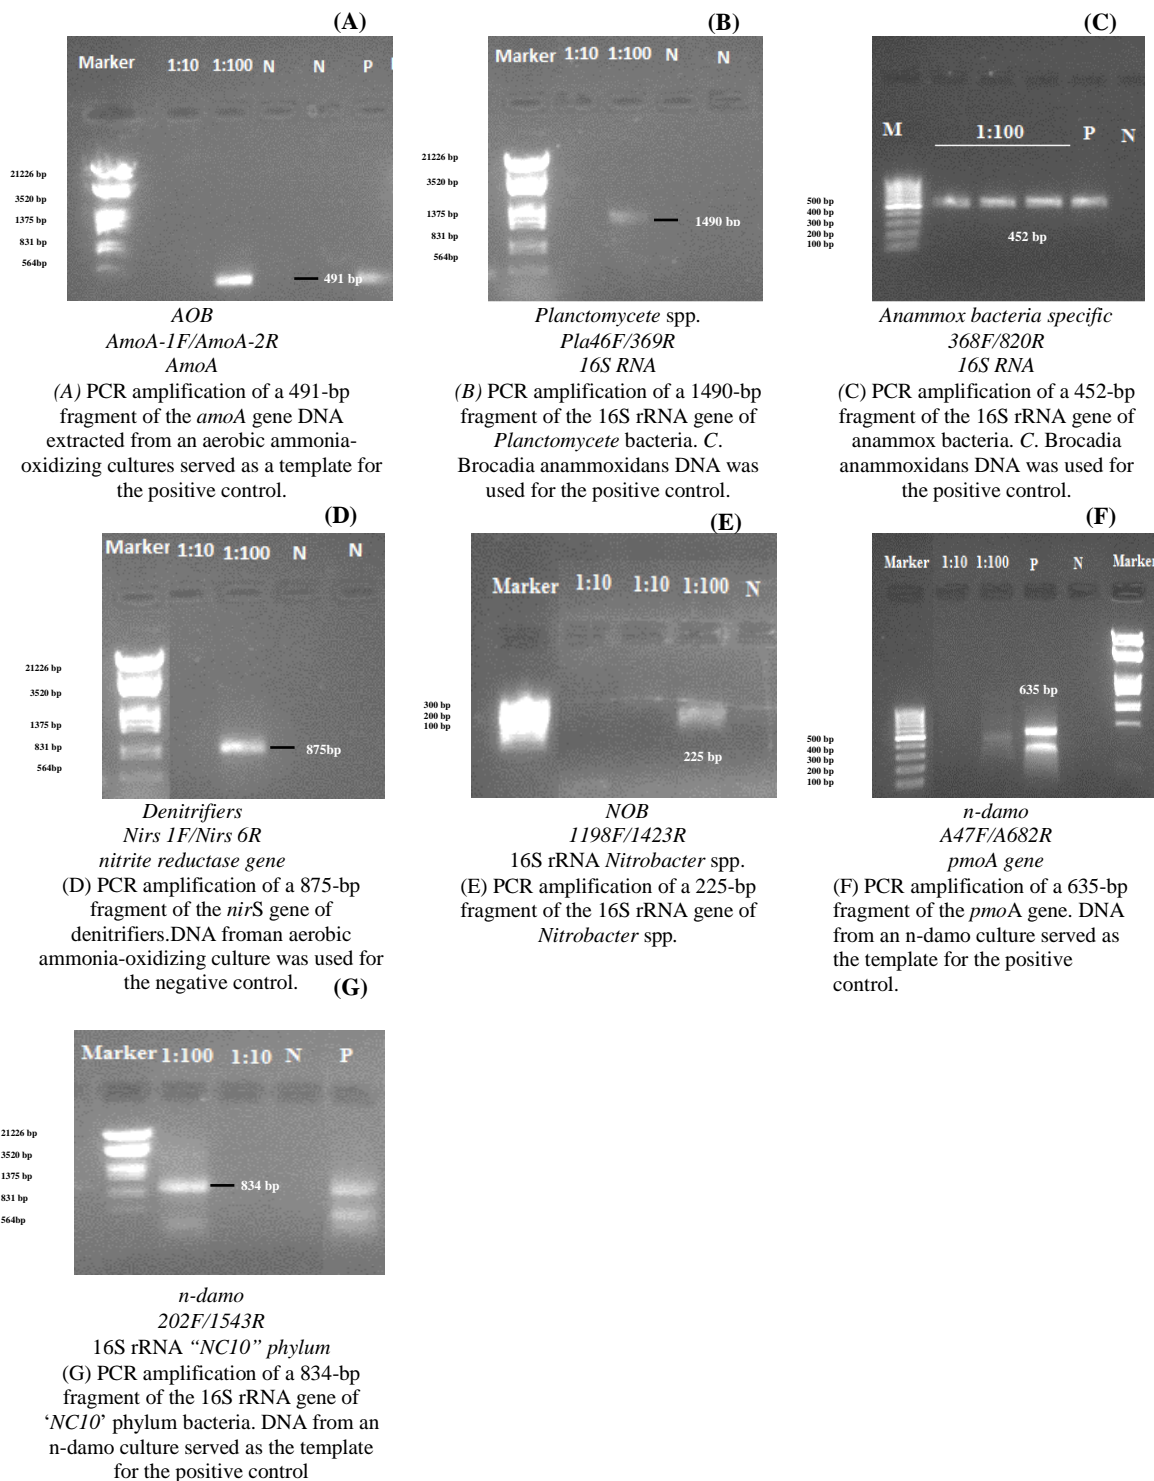 (A)
Marker 1:10 1:100 N N P
21226 bp
3520 bp
1375 bp
831 bp
564bp
491 bp
AOB
AmoA-1F/AmoA-2R
AmoA
(A) PCR amplification of a 491-bp
fragment of the amoA gene DNA
extracted from an aerobic ammonia-
oxidizing cultures served as a template for
the positive control.
(B)
Marker 1:10 1:100 N N
21226 bp
3520 bp
1375 bp
831 bp
564bp
1490 bp
Planctomycete spp.
Pla46F/369R
16S RNA
(B) PCR amplification of a 1490-bp
fragment of the 16S rRNA gene of
Planctomycete bacteria. C.
Brocadia anammoxidans DNA was
used for the positive control.
(C)
M 1:100 P N
500 bp
400 bp
300 bp
200 bp
100 bp
452 bp
Anammox bacteria specific
368F/820R
16S RNA
(C) PCR amplification of a 452-bp
fragment of the 16S rRNA gene of
anammox bacteria. C. Brocadia
anammoxidans DNA was used for
the positive control.
(D)
Marker 1:10 1:100 N N
21226 bp
3520 bp
1375 bp
831 bp
564bp
875bp
Denitrifiers
Nirs 1F/Nirs 6R
nitrite reductase gene
(D) PCR amplification of a 875-bp
fragment of the nirS gene of
denitrifiers.DNA froman aerobic
ammonia-oxidizing culture was used for
the negative control.
(E)
Marker 1:10 1:10 1:100 N
300 bp
200 bp
100 bp
225 bp
NOB
1198F/1423R
16S rRNA Nitrobacter spp.
(E) PCR amplification of a 225-bp
fragment of the 16S rRNA gene of
Nitrobacter spp.
(F)
Marker 1:10 1:100 P N Marker
635 bp
500 bp
400 bp
300 bp
200 bp
100 bp
n-damo
A47F/A682R
pmoA gene
(F) PCR amplification of a 635-bp
fragment of the pmoA gene. DNA
from an n-damo culture served as
the template for the positive
control.
(G)
Marker 1:100 1:10 N P
21226 bp
3520 bp
1375 bp
831 bp
564bp
834 bp
n-damo
202F/1543R
16S rRNA “NC10” phylum
(G) PCR amplification of a 834-bp
fragment of the 16S rRNA gene of
‘NC10’ phylum bacteria. DNA from an
n-damo culture served as the template
for the positive control